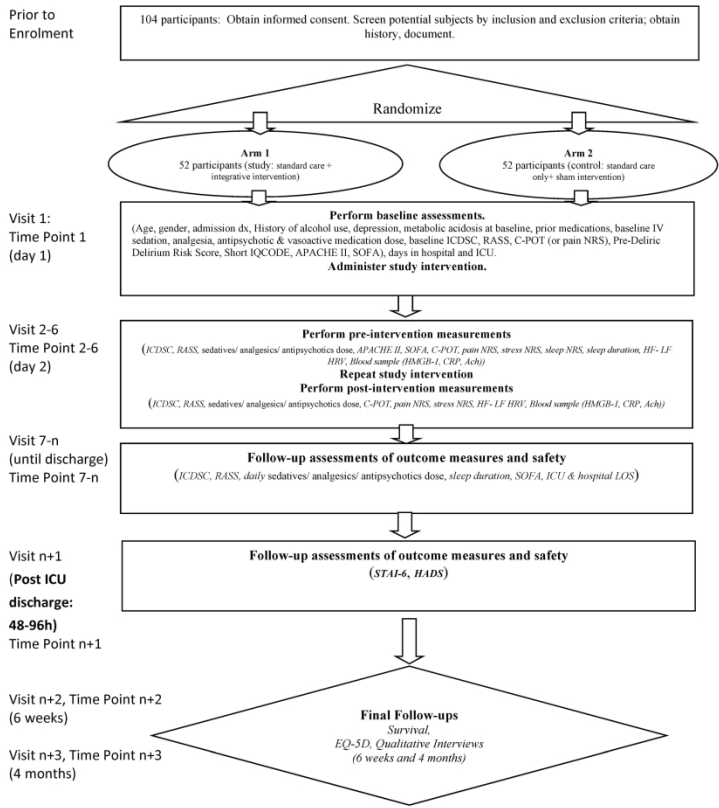 Prior to
Enrolment
104 participants: Obtain informed consent. Screen potential subjects by inclusion and exclusion criteria; obtain
history, document.
Randomize
Arm 1
52 participants (study: standard care +
integrative intervention)
Arm 2
52 participants (control: standard care
only+ sham intervention)
Visit 1:
Time Point 1
(day 1)
Perform baseline assessments.
(Age, gender, admission dx, History of alcohol use, depression, metabolic acidosis at baseline, prior medications, baseline IV
sedation, analgesia, antipsychotic & vasoactive medication dose, baseline ICDSC, RASS, C-POT (or pain NRS), Pre-Deliric
Delirium Risk Score, Short IQCODE, APACHE II, SOFA), days in hospital and ICU.
Administer study intervention.
Visit 2-6
Time Point 2-6
(day 2)
Perform pre-intervention measurements
(ICDSC, RASS, sedatives/ analgesics/ antipsychotics dose, APACHE II, SOFA, C-POT, pain NRS, stress NRS, sleep NRS, sleep duration, HF- LF
HRV, Blood sample (HMGB-1, CRP, Ach))
Repeat study intervention
Perform post-intervention measurements
(ICDSC, RASS, sedatives/ analgesics/ antipsychotics dose, C-POT, pain NRS, stress NRS, HF- LF HRV, Blood sample (HMGB-1, CRP, Ach))
Visit 7-n
(until discharge)
Time Point 7-n
Follow-up assessments of outcome measures and safety
(ICDSC, RASS, daily sedatives/ analgesics/ antipsychotics dose, sleep duration, SOFA, ICU & hospital LOS)
Visit n+1
(Post ICU
discharge:
48-96h)
Time Point n+1
Follow-up assessments of outcome measures and safety
(STAI-6, HADS)
Visit n+2, Time Point n+2
(6 weeks)
Visit n+3, Time Point n+3
(4 months)
Final Follow-ups
Survival,
EQ-5D, Qualitative Interviews
(6 weeks and 4 months)